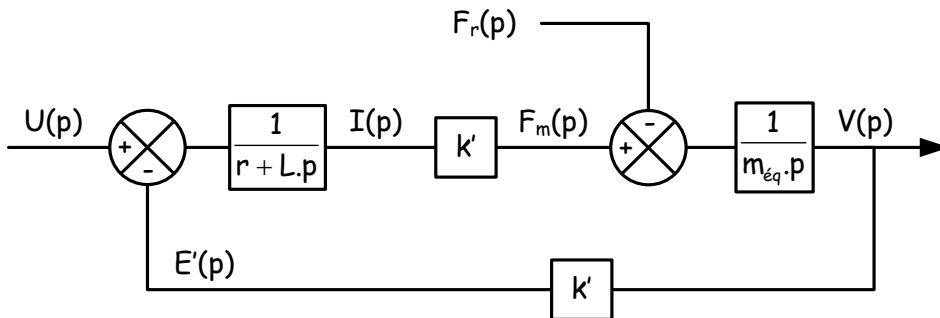 Fᵣ(p)
U(p)
+
-
1
r + L.p
I(p)
k'
Fₘ(p)
-
+
1
m_éq.p
V(p)
E'(p)
k'